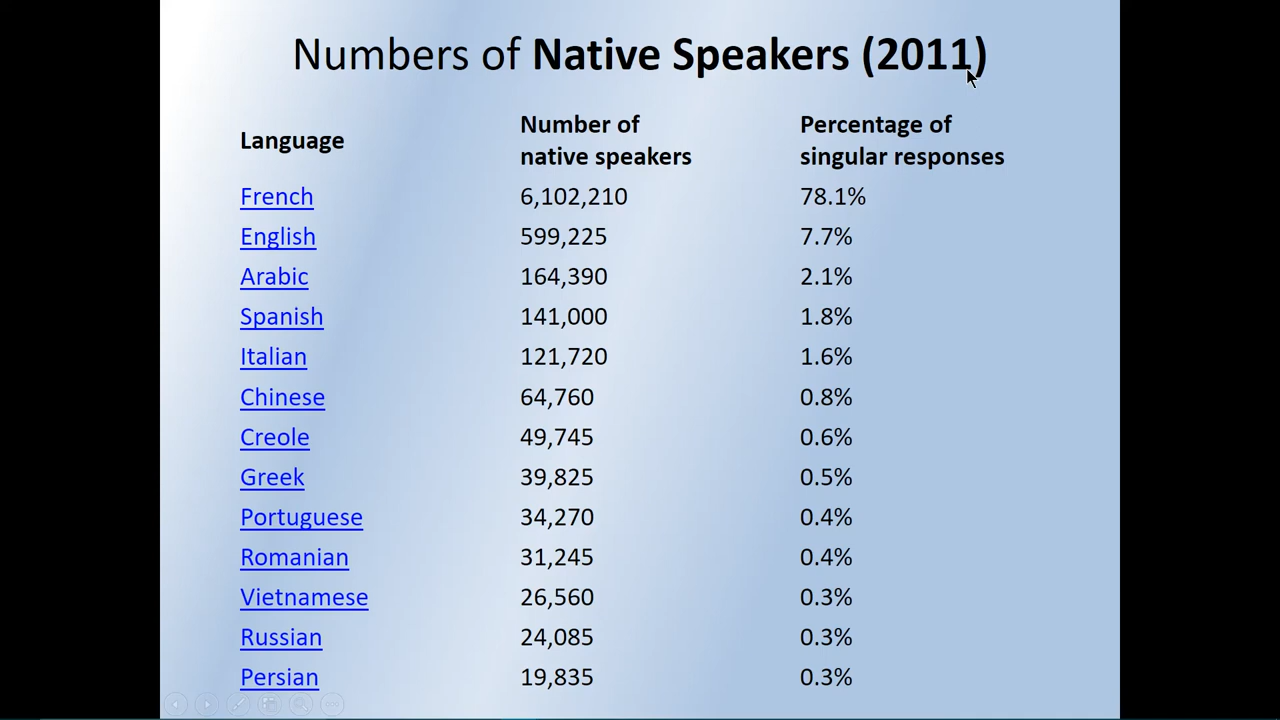 Numbers of Native Speakers (2011)
Language Number of native speakers Percentage of singular responses
French 6,102,210 78.1%
English 599,225 7.7%
Arabic 164,390 2.1%
Spanish 141,000 1.8%
Italian 121,720 1.6%
Chinese 64,760 0.8%
Creole 49,745 0.6%
Greek 39,825 0.5%
Portuguese 34,270 0.4%
Romanian 31,245 0.4%
Vietnamese 26,560 0.3%
Russian 24,085 0.3%
Persian 19,835 0.3%